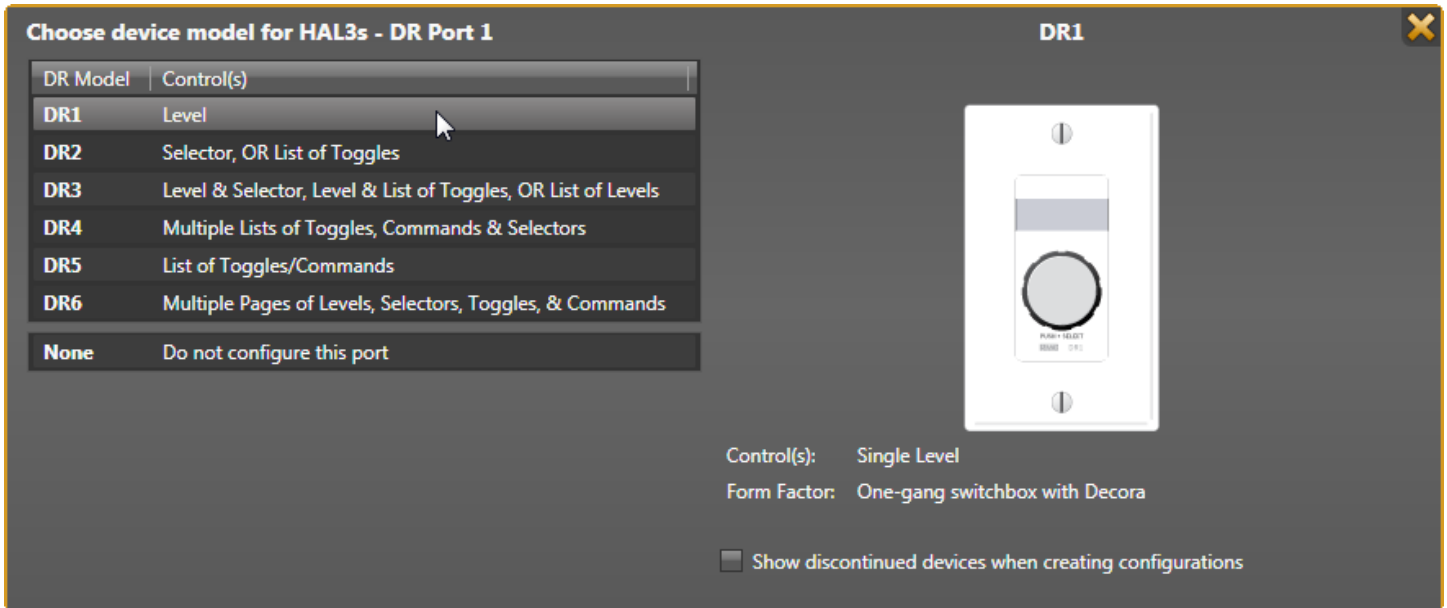 Choose device model for HAL3s - DR Port 1
DR1
DR Model Control(s)
DR1 Level
DR2 Selector, OR List of Toggles
DR3 Level & Selector, Level & List of Toggles, OR List of Levels
DR4 Multiple Lists of Toggles, Commands & Selectors
DR5 List of Toggles/Commands
DR6 Multiple Pages of Levels, Selectors, Toggles, & Commands
None Do not configure this port
PUSH • SELECT
DR1
Control(s): Single Level
Form Factor: One-gang switchbox with Decora
Show discontinued devices when creating configurations